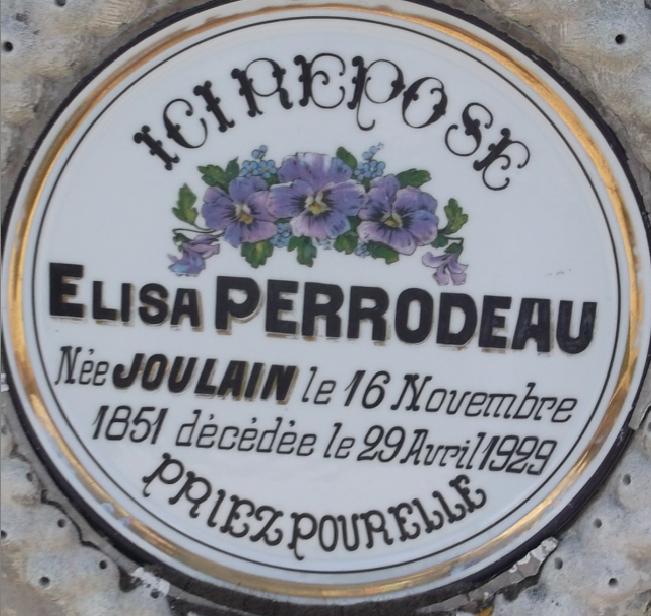 ICI REPOSE
ELISA PERRODEAU
Née JOULAIN le 16 Novembre
1851 décédée le 29 Avril 1929
PRIEZ POUR ELLE